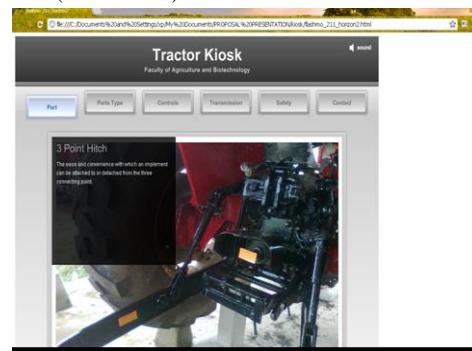 file:///C:/Documents%20and%20Settings/xp/My%20Documents/PROPOSAL%20PRESENTATION/kiosk/flashmo_211_horizon2.html
Tractor Kiosk
sound
Faculty of Agriculture and Biotechnology
Part
Parts Type
Controls
Transmission
Safety
Contact
3 Point Hitch
The ease and convenience with which an implement
can be attached to or detached from the three
connecting point.